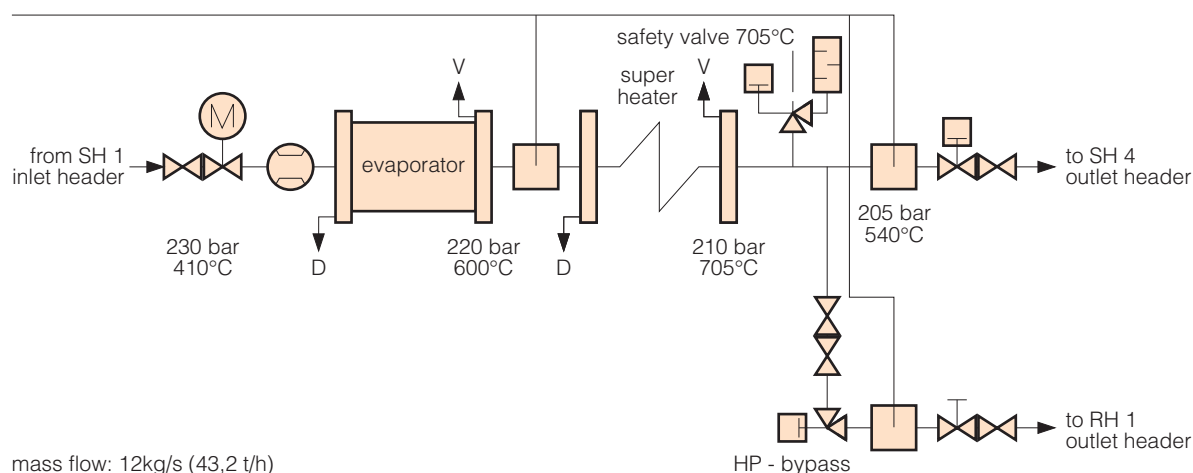 safety valve 705°C
V
super
heater
V
M
from SH 1
inlet header
evaporator
to SH 4
outlet header
230 bar
410°C
D
220 bar
600°C
D
210 bar
705°C
205 bar
540°C
to RH 1
outlet header
mass flow: 12kg/s (43,2 t/h)
HP - bypass